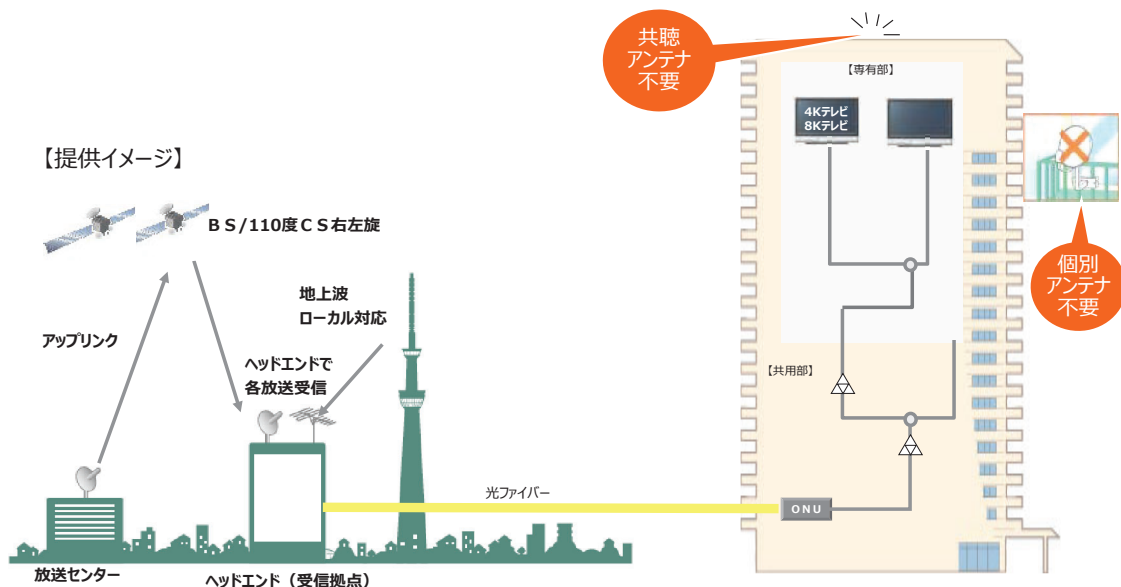 共聴
アンテナ
不要
【専有部】
4Kテレビ
8Kテレビ
【提供イメージ】
BS/110度CS右左旋
個別
アンテナ
不要
地上波
ローカル対応
アップリンク
ヘッドエンドで
各放送受信
【共用部】
光ファイバー
ONU
放送センター
ヘッドエンド（受信拠点）